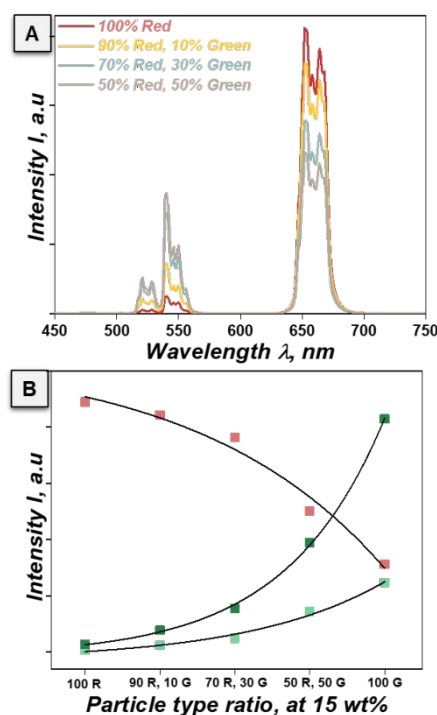 A
100% Red
90% Red, 10% Green
70% Red, 30% Green
50% Red, 50% Green
Intensity I, a.u
450 500 550 600 650 700 750
Wavelength λ, nm
B
Intensity I, a.u
100 R 90 R, 10 G 70 R, 30 G 50 R, 50 G 100 G
Particle type ratio, at 15 wt%